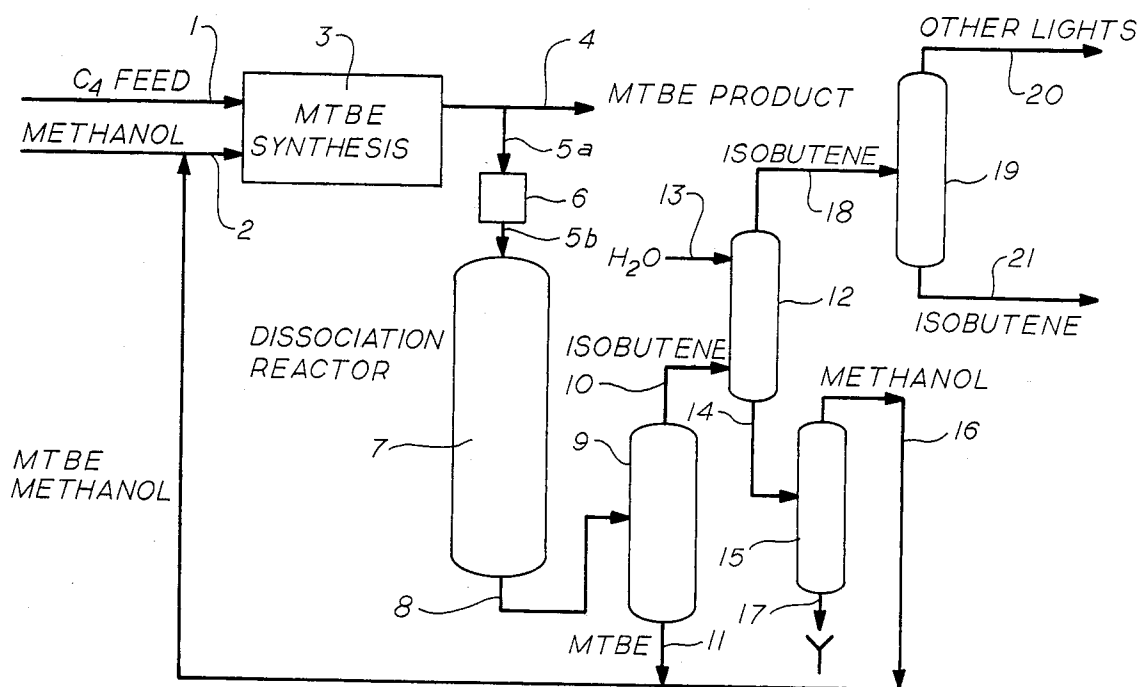 1
3
4
OTHER LIGHTS
C4 FEED
20
MTBE SYNTHESIS
MTBE PRODUCT
METHANOL
5a
ISOBUTENE
19
13
18
6
2
5b
H2O
21
12
ISOBUTENE
DISSOCIATION
REACTOR
ISOBUTENE
METHANOL
10
14
16
9
7
MTBE
METHANOL
15
8
17
MTBE
11